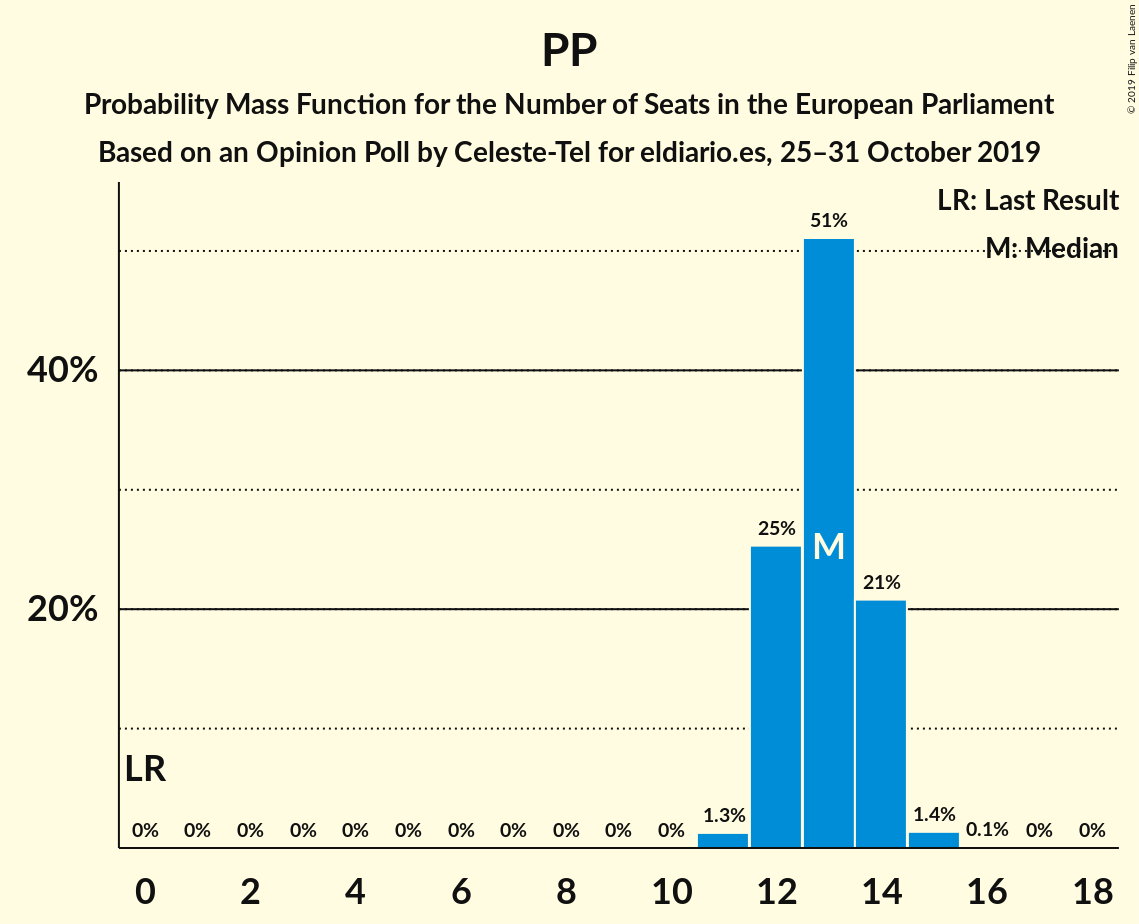 PP
Probability Mass Function for the Number of Seats in the European Parliament
Based on an Opinion Poll by Celeste-Tel for eldiario.es, 25–31 October 2019
© 2019 Filip van Laenen
LR: Last Result
M: Median
51%
40%
25%
M
21%
20%
LR
0% 0% 0% 0% 0% 0% 0% 0% 0% 0% 0% 1.3% 1.4% 0.1% 0% 0%
0 2 4 6 8 10 12 14 16 18